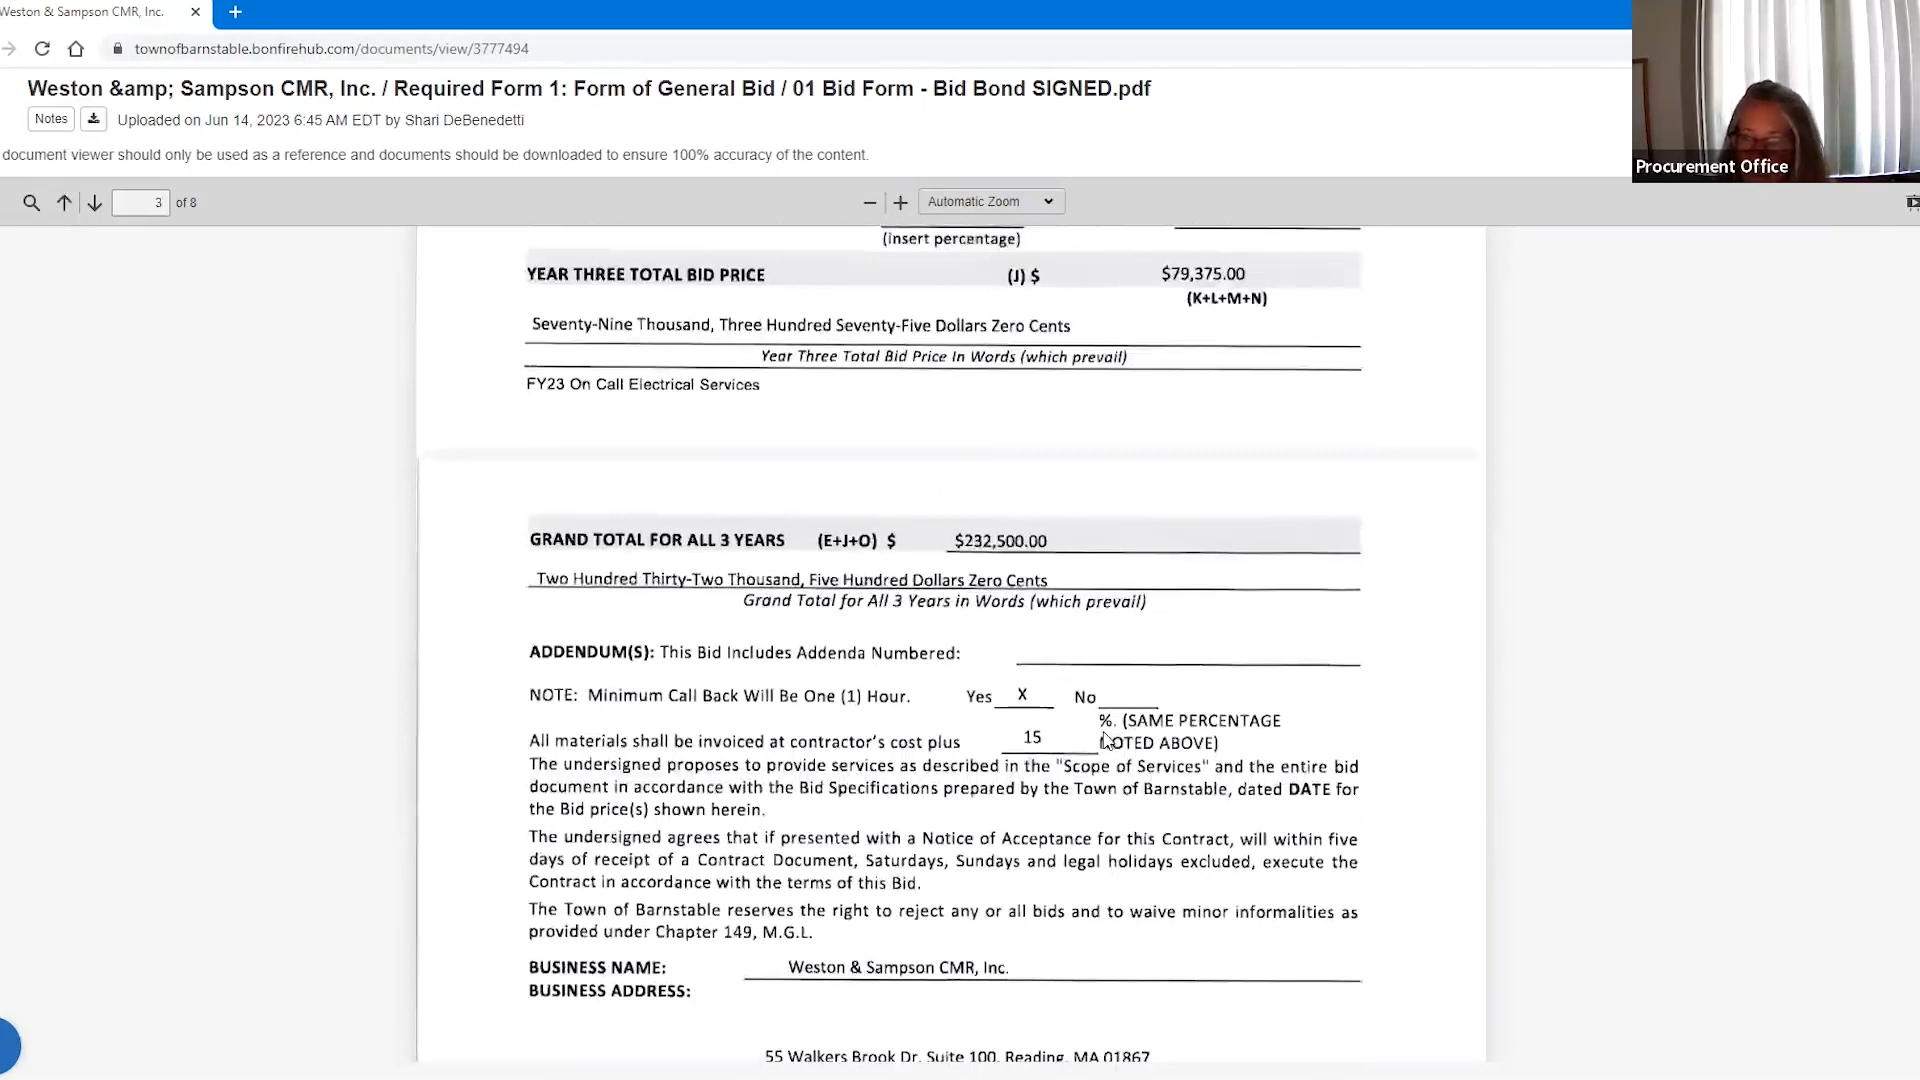 Weston & Sampson CMR, Inc.
townofbarnstable.bonfirehub.com/documents/view/3777494
Weston &amp; Sampson CMR, Inc. / Required Form 1: Form of General Bid / 01 Bid Form - Bid Bond SIGNED.pdf
Notes
Uploaded on Jun 14, 2023 6:45 AM EDT by Shari DeBenedetti
document viewer should only be used as a reference and documents should be downloaded to ensure 100% accuracy of the content.
Procurement Office
3 of 8
Automatic Zoom
(insert percentage)
YEAR THREE TOTAL BID PRICE (J) $ $79,375.00
(K+L+M+N)
Seventy-Nine Thousand, Three Hundred Seventy-Five Dollars Zero Cents
Year Three Total Bid Price In Words (which prevail)
FY23 On Call Electrical Services
GRAND TOTAL FOR ALL 3 YEARS (E+J+O) $ $232,500.00
Two Hundred Thirty-Two Thousand, Five Hundred Dollars Zero Cents
Grand Total for All 3 Years in Words (which prevail)
ADDENDUM(S): This Bid Includes Addenda Numbered:
NOTE: Minimum Call Back Will Be One (1) Hour. Yes X No
%. (SAME PERCENTAGE
All materials shall be invoiced at contractor's cost plus 15 NOTED ABOVE)
The undersigned proposes to provide services as described in the "Scope of Services" and the entire bid
document in accordance with the Bid Specifications prepared by the Town of Barnstable, dated DATE for
the Bid price(s) shown herein.
The undersigned agrees that if presented with a Notice of Acceptance for this Contract, will within five
days of receipt of a Contract Document, Saturdays, Sundays and legal holidays excluded, execute the
Contract in accordance with the terms of this Bid.
The Town of Barnstable reserves the right to reject any or all bids and to waive minor informalities as
provided under Chapter 149, M.G.L.
BUSINESS NAME: Weston & Sampson CMR, Inc.
BUSINESS ADDRESS:
55 Walkers Brook Dr. Suite 100, Reading, MA 01867